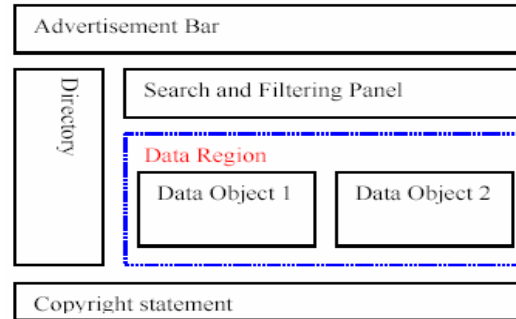 Advertisement Bar
Directory
Search and Filtering Panel
Data Region
Data Object 1
Data Object 2
Copyright statement